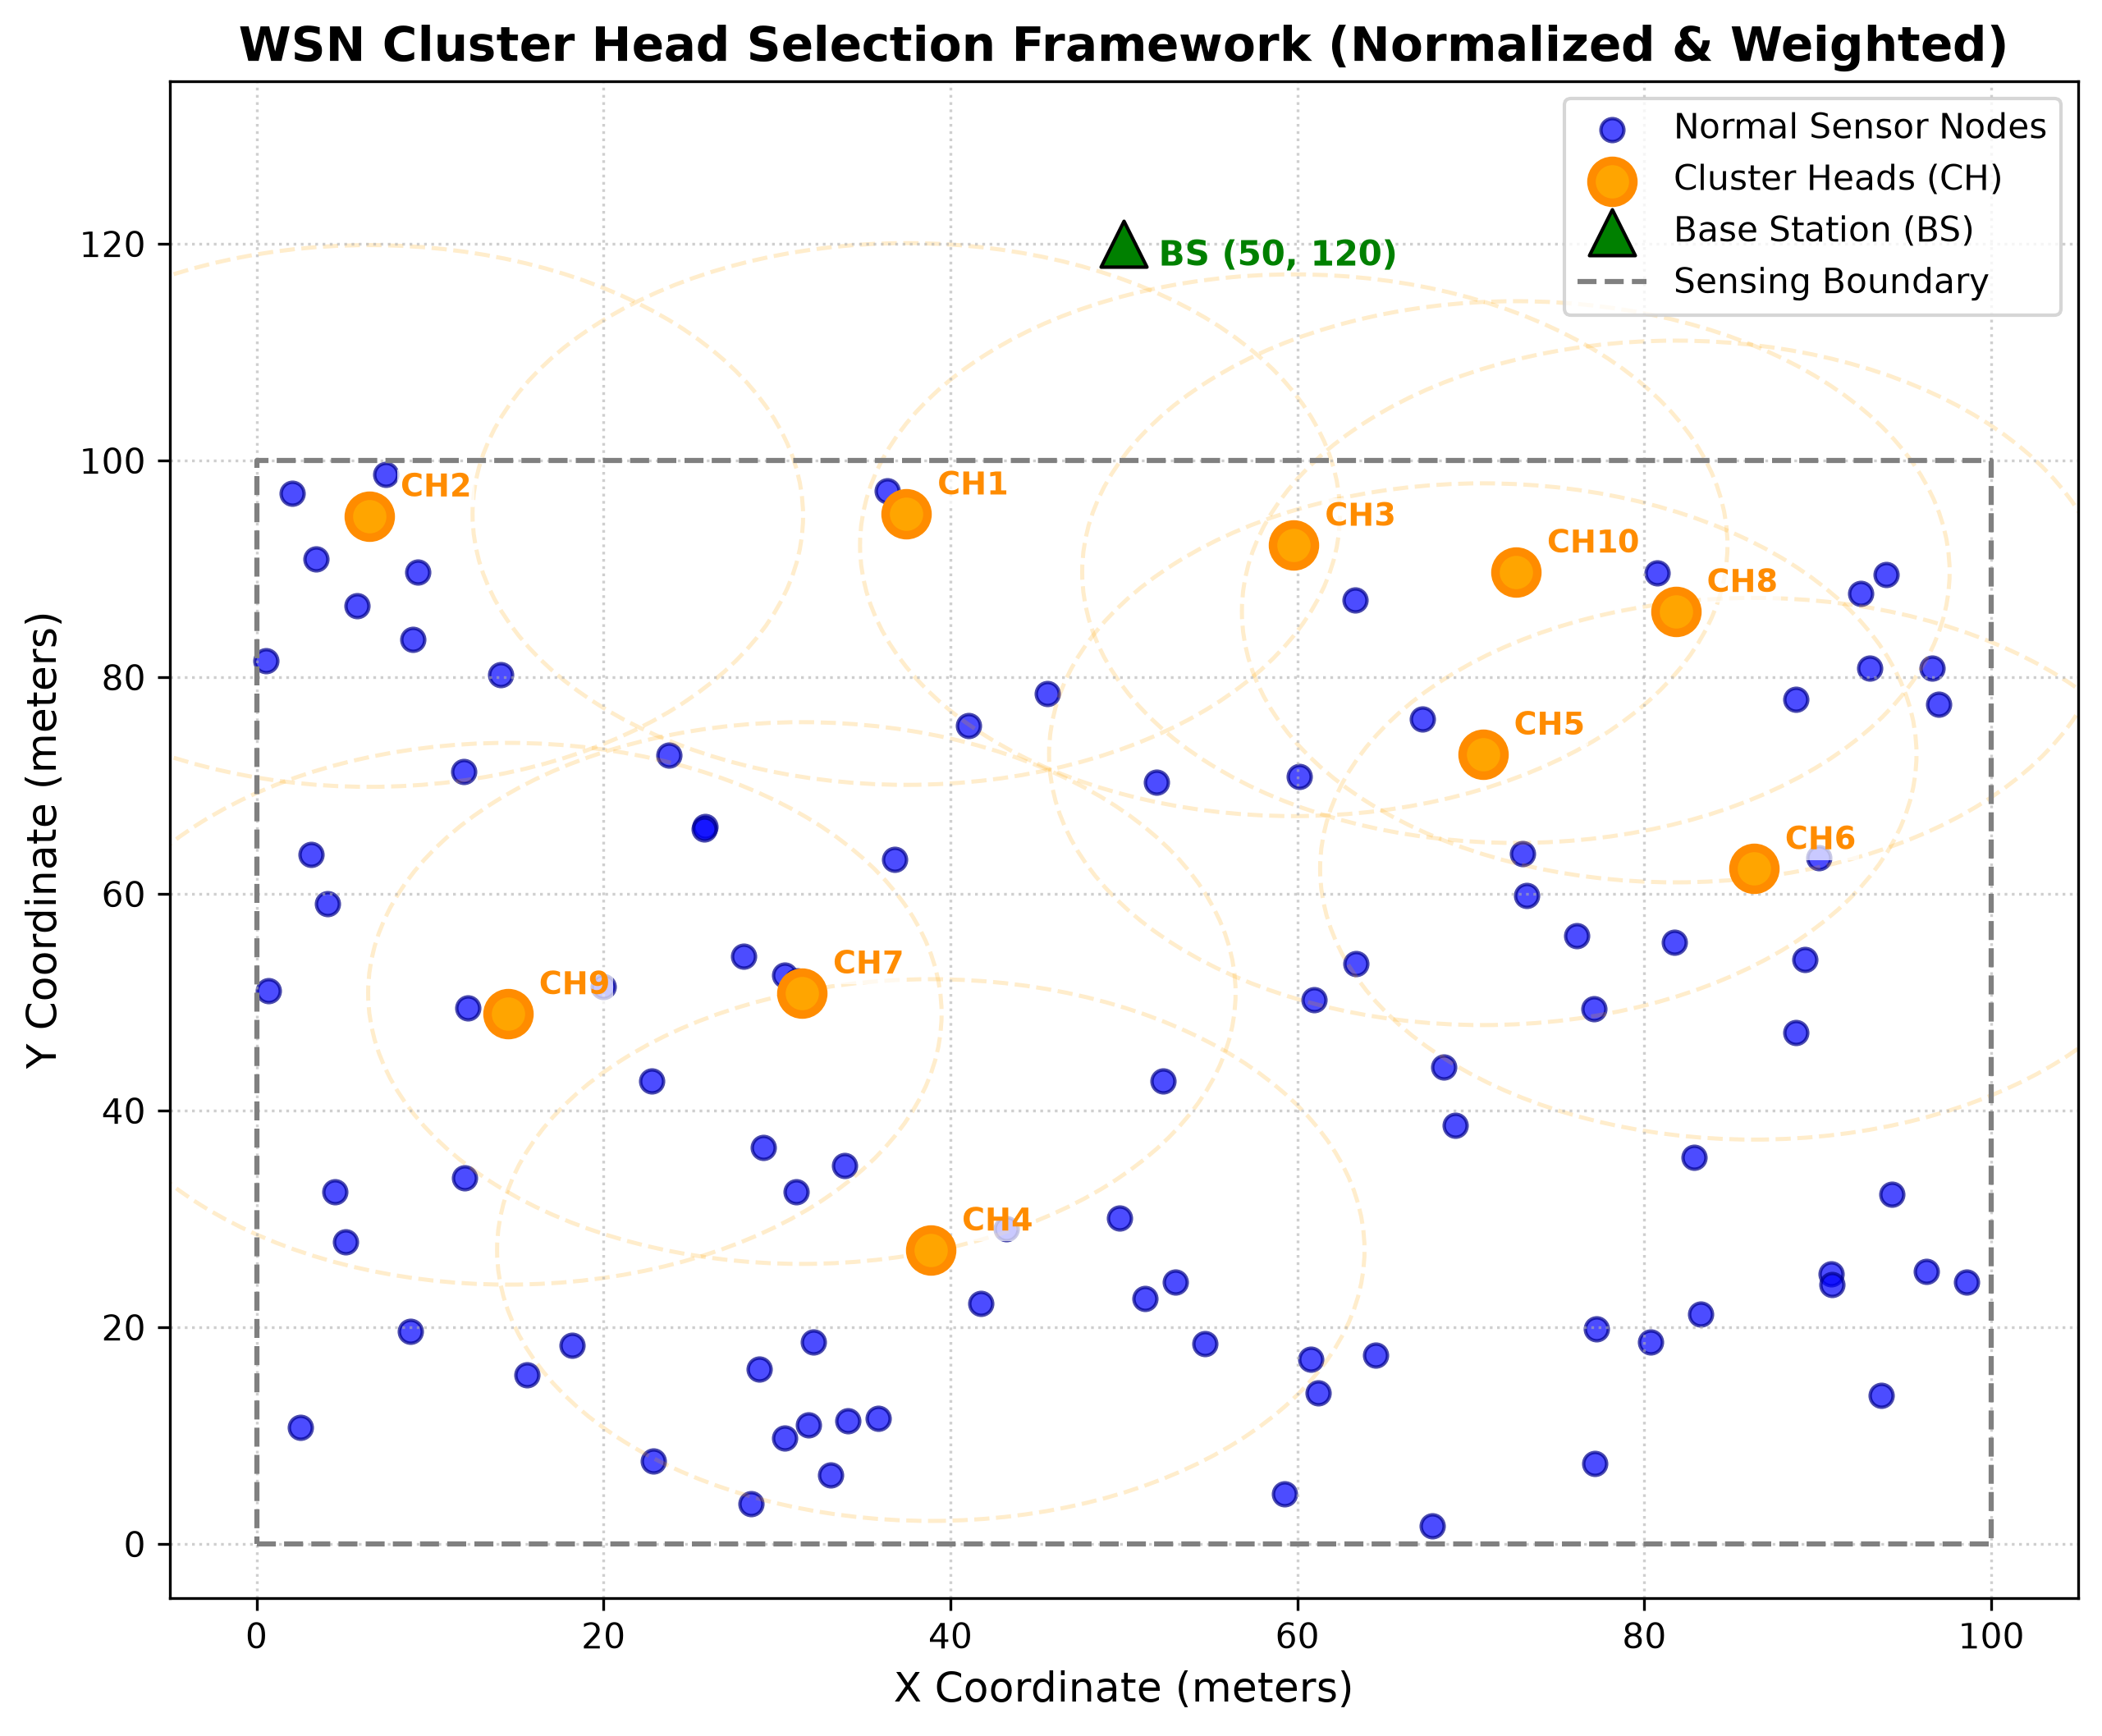 WSN Cluster Head Selection Framework (Normalized & Weighted)
Normal Sensor Nodes
Cluster Heads (CH)
Base Station (BS)
Sensing Boundary
BS (50, 120)
CH2
CH1
CH3
CH10
CH8
CH5
CH6
CH7
CH9
CH4
120
100
80
60
40
20
0
Y Coordinate (meters)
0 20 40 60 80 100
X Coordinate (meters)